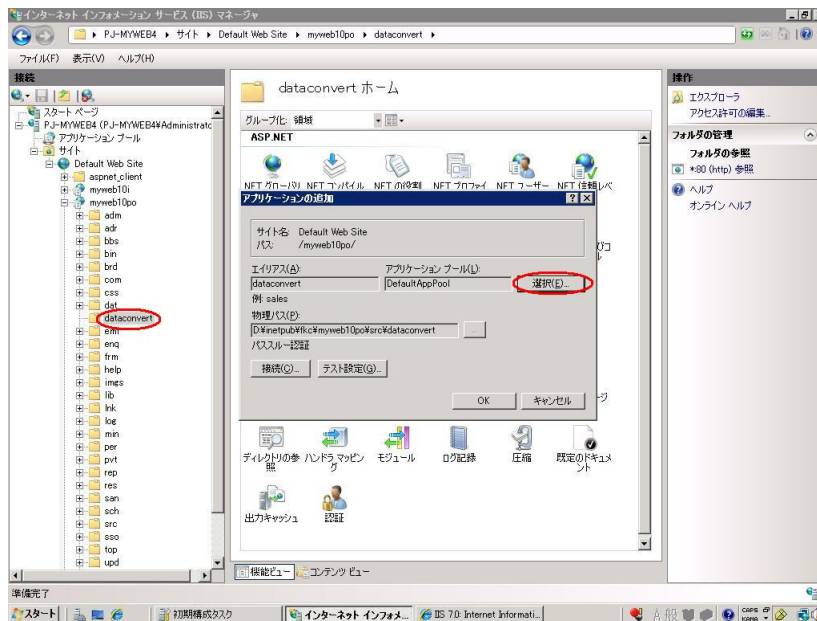 インターネット インフォメーション サービス (IIS) マネージャ
PJ-MYWEB4 サイト Default Web Site myweb10po dataconvert
ファイル(F) 表示(V) ヘルプ(H)
接続
スタート ページ
PJ-MYWEB4 (PJ-MYWEB4¥Administratc
アプリケーション プール
サイト
Default Web Site
aspnet_client
myweb10i
myweb10po
adm
adr
bbs
bin
brd
com
css
dat
dataconvert
eml
enq
frm
help
imgs
lib
lnk
log
min
per
pvt
rep
res
san
sch
src
sso
top
upd
準備完了
dataconvert ホーム
グループ化: 領域
ASP.NET
アプリケーションの追加
サイト名: Default Web Site
パス: /myweb10po/
エイリアス(A): アプリケーション プール(L):
dataconvert DefaultAppPool 選択(E)...
例: sales
物理パス(P):
D:¥inetpub¥fkc¥myweb10po¥src¥dataconvert ...
パススルー認証
接続(C)... テスト設定(G)...
OK キャンセル
ディレクトリの参照 ハンドラ マッピング モジュール ログ記録 圧縮 既定のドキュメント
出力キャッシュ 認証
機能ビュー コンテンツ ビュー
操作
エクスプローラ
アクセス許可の編集...
フォルダの管理
フォルダの参照
*:80 (http) 参照
ヘルプ
オンライン ヘルプ
スタート 初期構成タスク インターネット インフォメ... IIS 7.0: Internet Informati... A 般 CAPS KANA